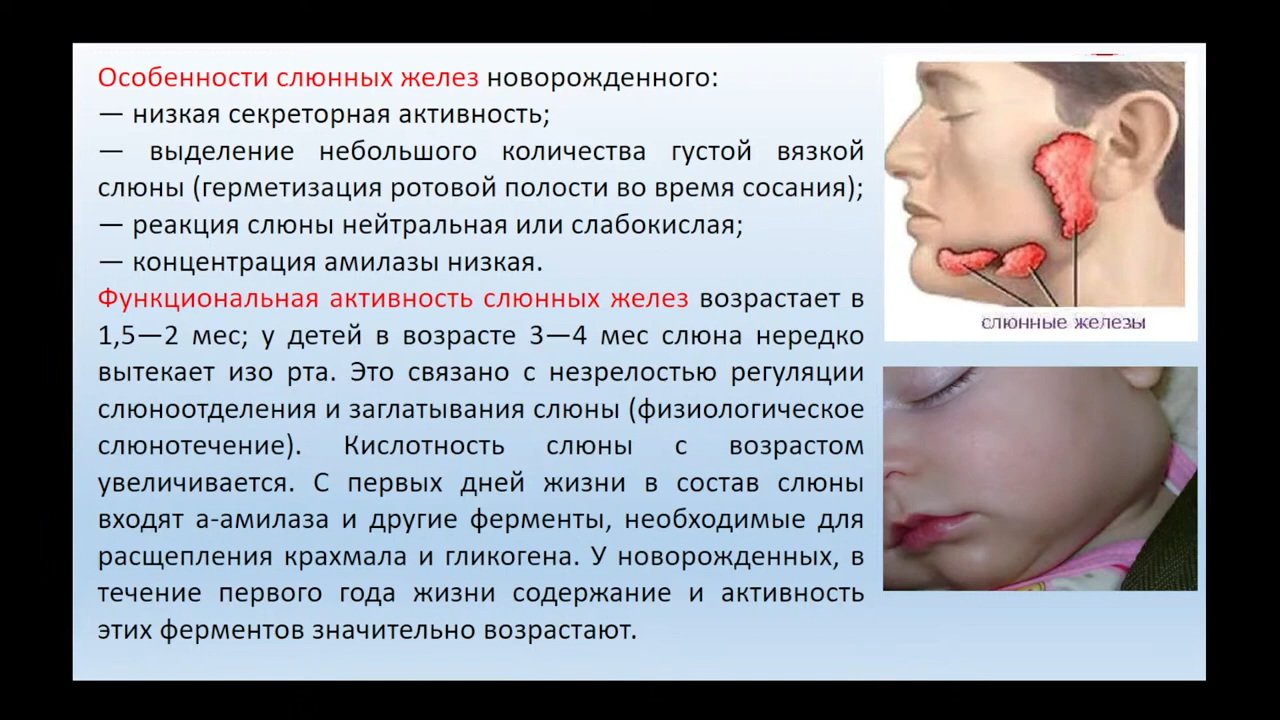 Особенности слюнных желез новорожденного:
— низкая секреторная активность;
— выделение небольшого количества густой вязкой
слюны (герметизация ротовой полости во время сосания);
— реакция слюны нейтральная или слабокислая;
— концентрация амилазы низкая.
Функциональная активность слюнных желез возрастает в
1,5—2 мес; у детей в возрасте 3—4 мес слюна нередко
вытекает изо рта. Это связано с незрелостью регуляции
слюноотделения и заглатывания слюны (физиологическое
слюнотечение). Кислотность слюны с возрастом
увеличивается. С первых дней жизни в состав слюны
входят а-амилаза и другие ферменты, необходимые для
расщепления крахмала и гликогена. У новорожденных, в
течение первого года жизни содержание и активность
этих ферментов значительно возрастают.
слюнные железы